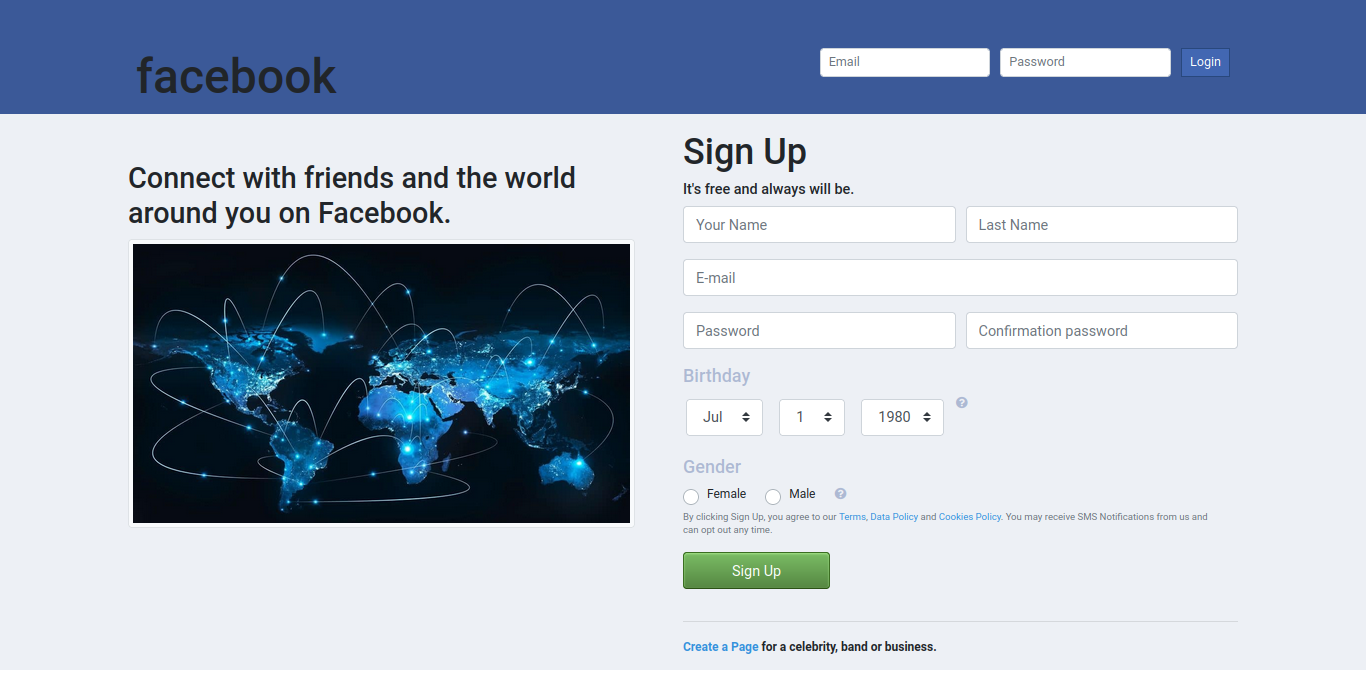 facebook
Email Password Login
Connect with friends and the world
around you on Facebook.
Sign Up
It's free and always will be.
Your Name Last Name
E-mail
Password Confirmation password
Birthday
Jul 1 1980
Gender
Female Male
By clicking Sign Up, you agree to our Terms, Data Policy and Cookies Policy. You may receive SMS Notifications from us and
can opt out any time.
Sign Up
Create a Page for a celebrity, band or business.